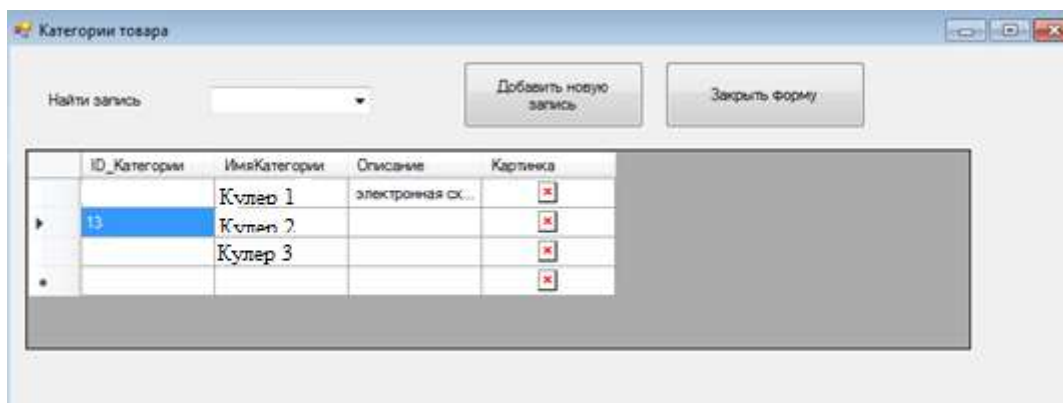 Категории товара
Найти запись
Добавить новую
запись
Закрыть форму
ID_Категории ИмяКатегории Описание Картинка
Кулер 1 электронная сх...
13 Кулер 2
Кулер 3